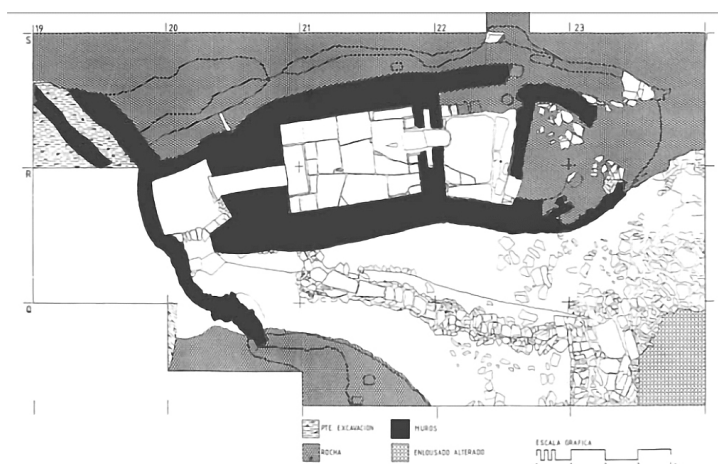 19 20 21 22 23
S
R
Q
PTE EXCAVACION
MUROS
ROCHA
ENLOUSADO ALTERADO
ESCALA GRAFICA